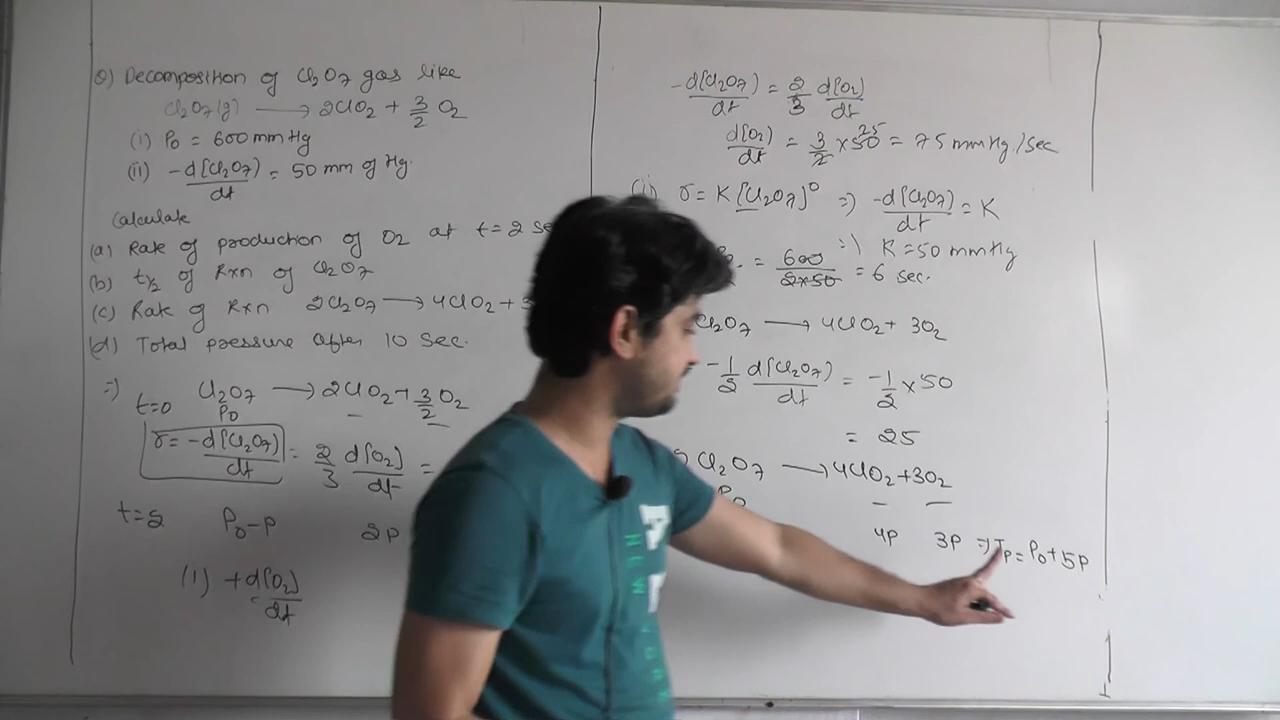 Q) Decomposition of Cl₂O₇ gas like
Cl₂O₇(g) ⟶ 2ClO₂ + 3/2 O₂
(i) P₀ = 600 mm Hg
(ii) -d[Cl₂O₇]/dt = 50 mm of Hg.
Calculate
(a) Rate of production of O₂ at t = 2 se
(b) t½ of Rxn of Cl₂O₇
(c) Rate of Rxn 2Cl₂O₇ ⟶ 4ClO₂ + 3
(d) Total pressure after 10 Sec.
⇒) Cl₂O₇ ⟶ 2ClO₂ + 3/2 O₂
t=0 P₀ – –
r = -d[Cl₂O₇]/dt = 2/3 d[O₂]/dt =
t=2 P₀-P 2P
(1) + d[O₂]/dt
-d[Cl₂O₇]/dt = 2/3 d[O₂]/dt
d[O₂]/dt = 3/2 × 50 25 = 75 mm Hg/sec
r = K [Cl₂O₇]⁰ ⇒) -d[Cl₂O₇]/dt = K
⇒) K = 50 mm Hg
= 600/2×50 = 6 sec.
Cl₂O₇ ⟶ 4ClO₂ + 3O₂
-1/2 d[Cl₂O₇]/dt = -1/2 × 50
= 25
2Cl₂O₇ ⟶ 4ClO₂ + 3O₂
P₀ – –
4P 3P ⇒) Tp = P₀ + 5P